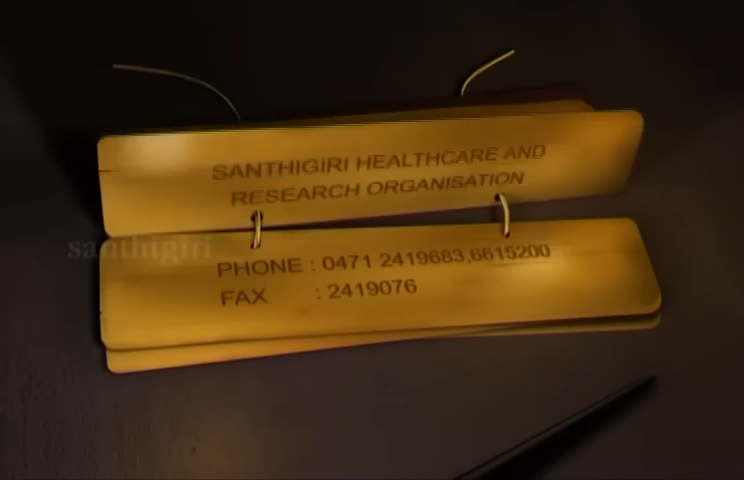 SANTHIGIRI HEALTHCARE AND
RESEARCH ORGANISATION
santhigiri
PHONE : 0471 2419683,6615200
FAX : 2419076